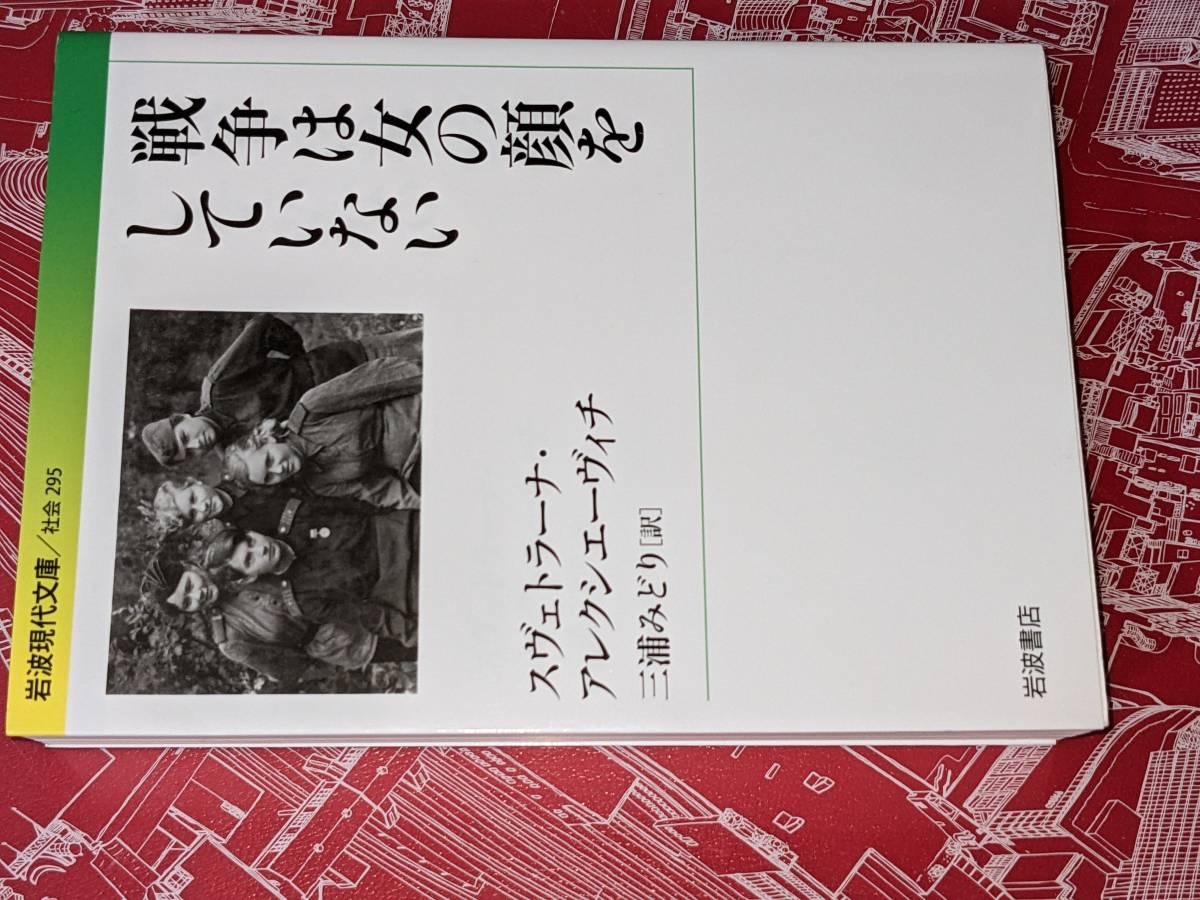 岩波現代文庫／社会 295
戦争は女の顔を
していない
スヴェトラーナ・
アレクシエーヴィチ
三浦みどり[訳]
岩波書店